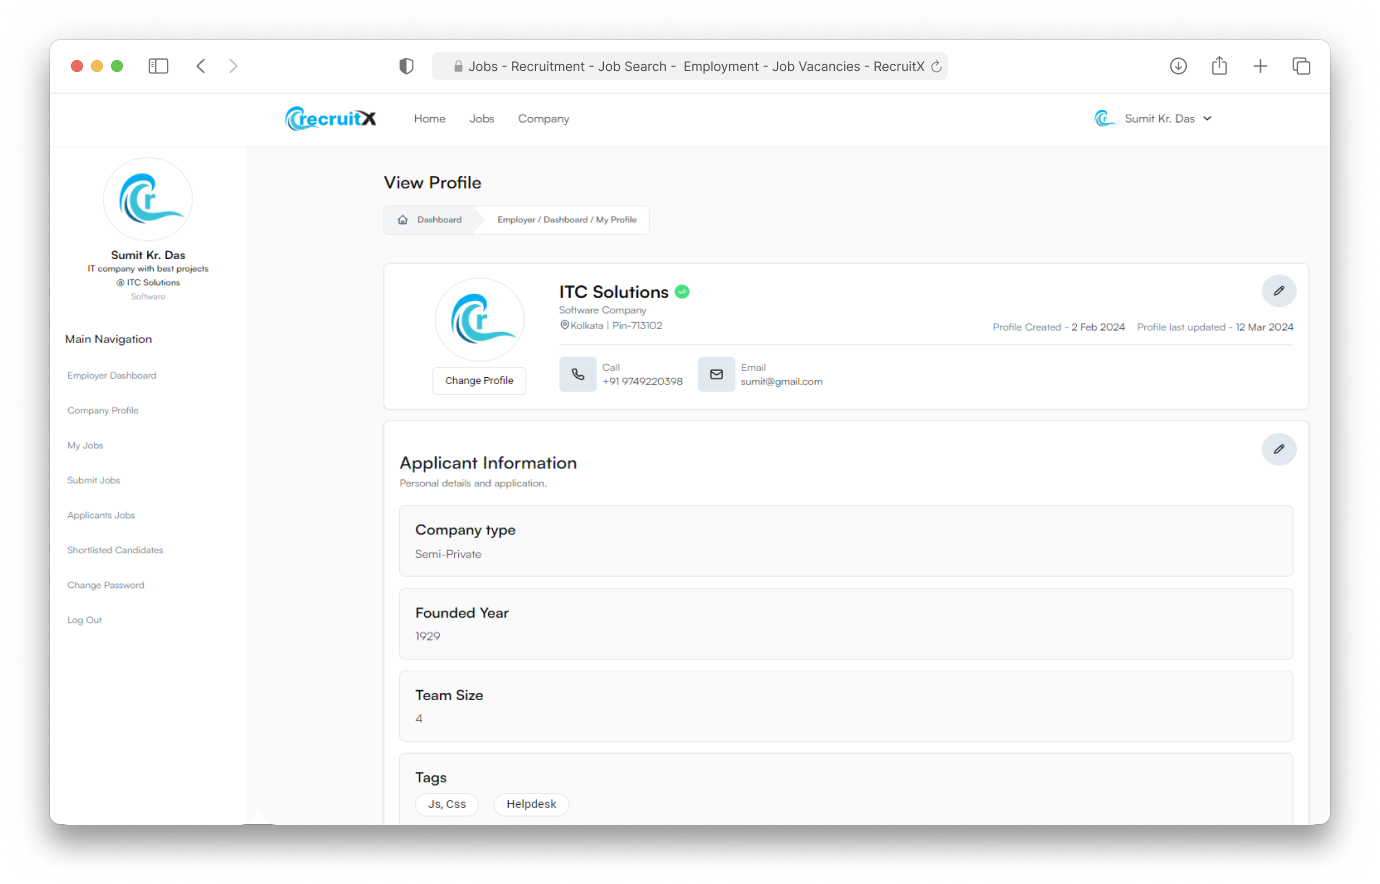 Jobs - Recruitment - Job Search - Employment - Job Vacancies - RecruitX
recruitX
Home
Jobs
Company
Sumit Kr. Das
r
Sumit Kr. Das
IT company with best projects
@ ITC Solutions
Software
Main Navigation
Employer Dashboard
Company Profile
My Jobs
Submit Jobs
Applicants Jobs
Shortlisted Candidates
Change Password
Log Out
View Profile
Dashboard
Employer / Dashboard / My Profile
r
Change Profile
ITC Solutions
Software Company
Kolkata | Pin-713102
Profile Created - 2 Feb 2024 Profile last updated - 12 Mar 2024
Call
+91 9749220398
Email
sumit@gmail.com
Applicant Information
Personal details and application.
Company type
Semi-Private
Founded Year
1929
Team Size
4
Tags
Js, Css
Helpdesk